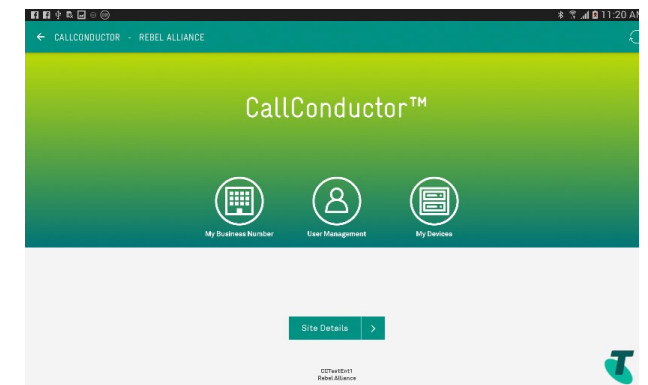 11:20 AM
← CALLCONDUCTOR - REBEL ALLIANCE
CallConductor™
My Business Number
User Management
My Devices
Site Details >
CCTestEnt1
Rebel Alliance